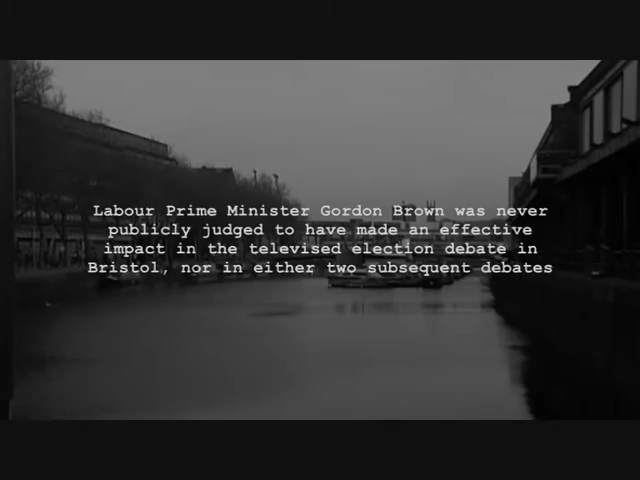 Labour Prime Minister Gordon Brown was never
publicly judged to have made an effective
impact in the televised election debate in
Bristol, nor in either two subsequent debates